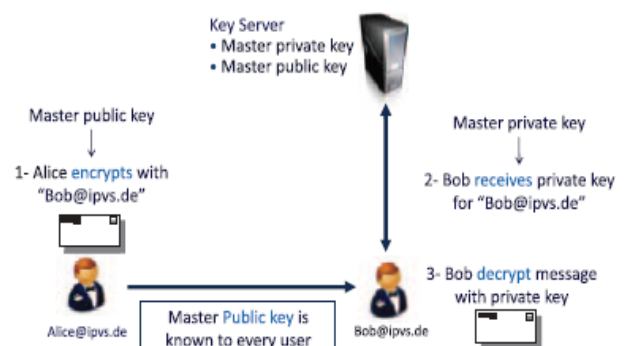 Key Server
• Master private key
• Master public key
Master public key
1- Alice encrypts with
"Bob@ipvs.de"
Master private key
2- Bob receives private key
for "Bob@ipvs.de"
3- Bob decrypt message
with private key
Alice@ipvs.de
Master Public key is
known to every user
Bob@ipvs.de